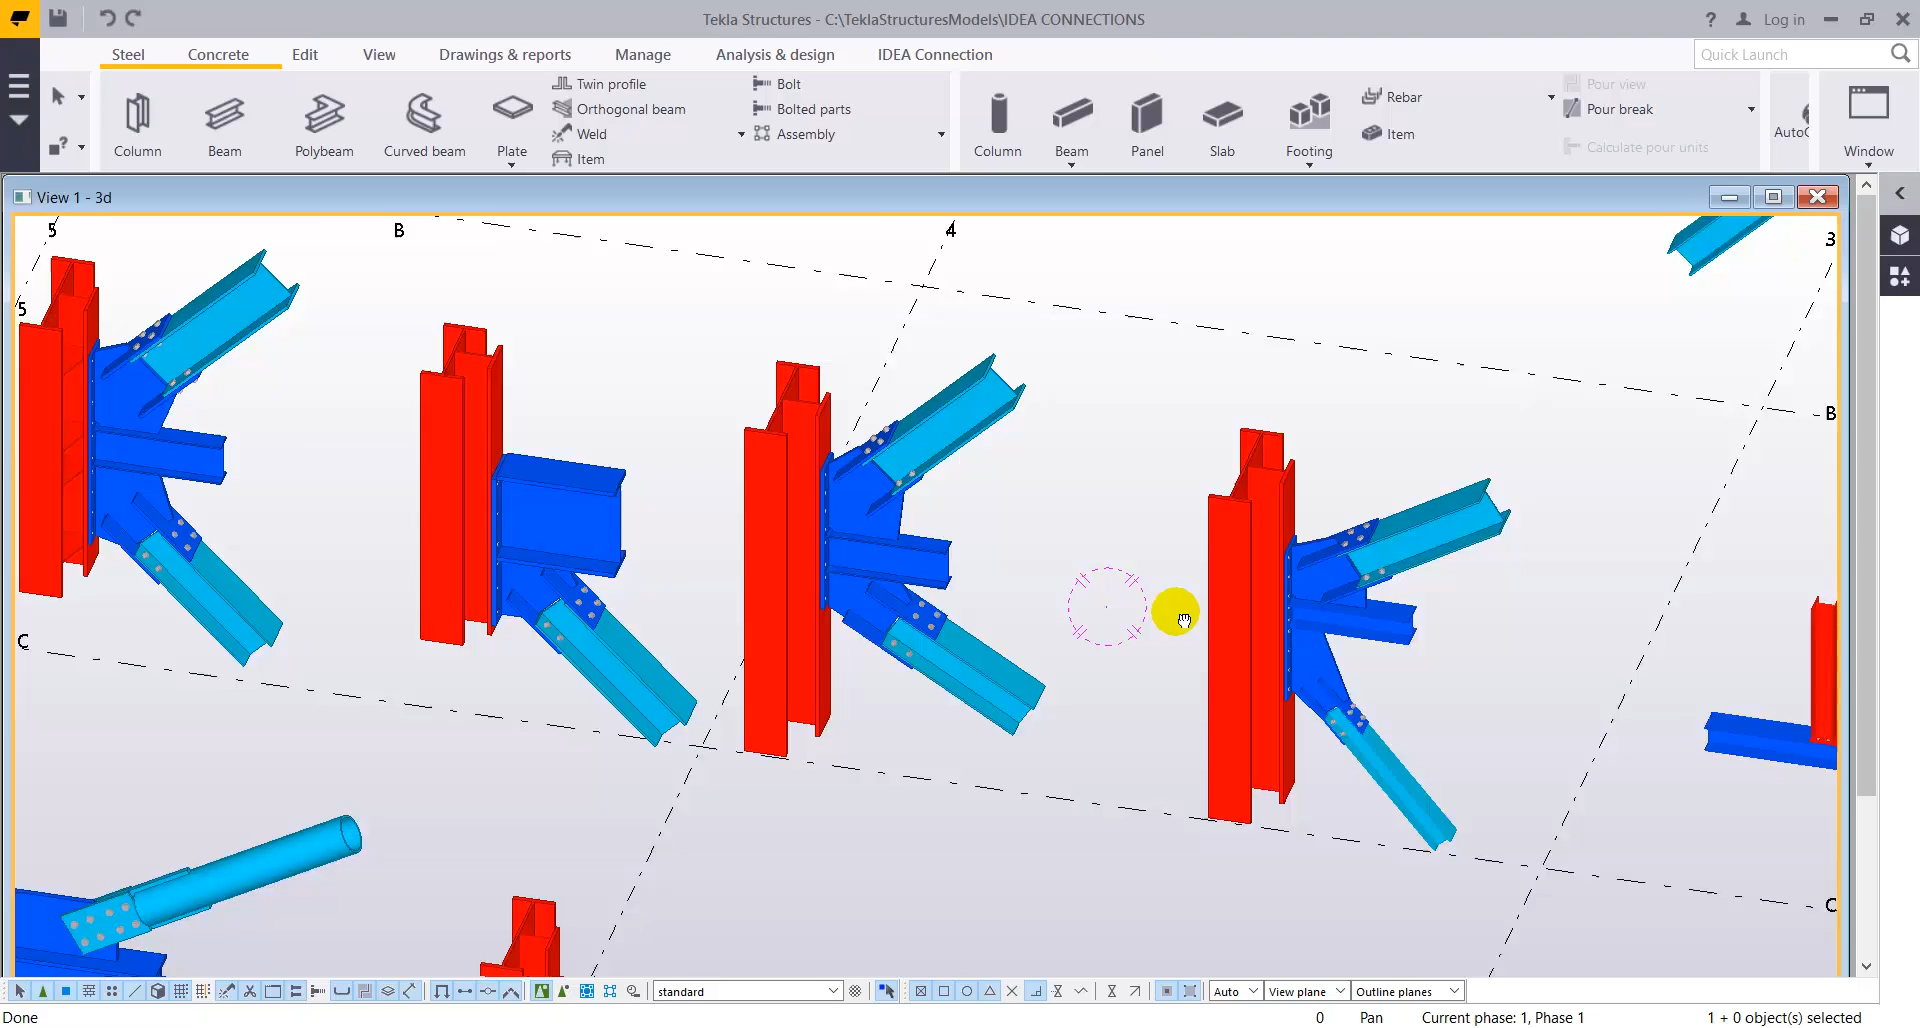 Tekla Structures - C:\TeklaStructuresModels\IDEA CONNECTIONS
? Log in
Steel Concrete Edit View Drawings & reports Manage Analysis & design IDEA Connection
Quick Launch
Column
Beam
Polybeam
Curved beam
Plate
Twin profile
Orthogonal beam
Weld
Item
Bolt
Bolted parts
Assembly
Column
Beam
Panel
Slab
Footing
Rebar
Item
Pour view
Pour break
Calculate pour units
AutoC
Window
View 1 - 3d
5 B 4 3
5
B
C
C
standard
Auto
View plane
Outline planes
Done
0 Pan Current phase: 1, Phase 1 1 + 0 object(s) selected